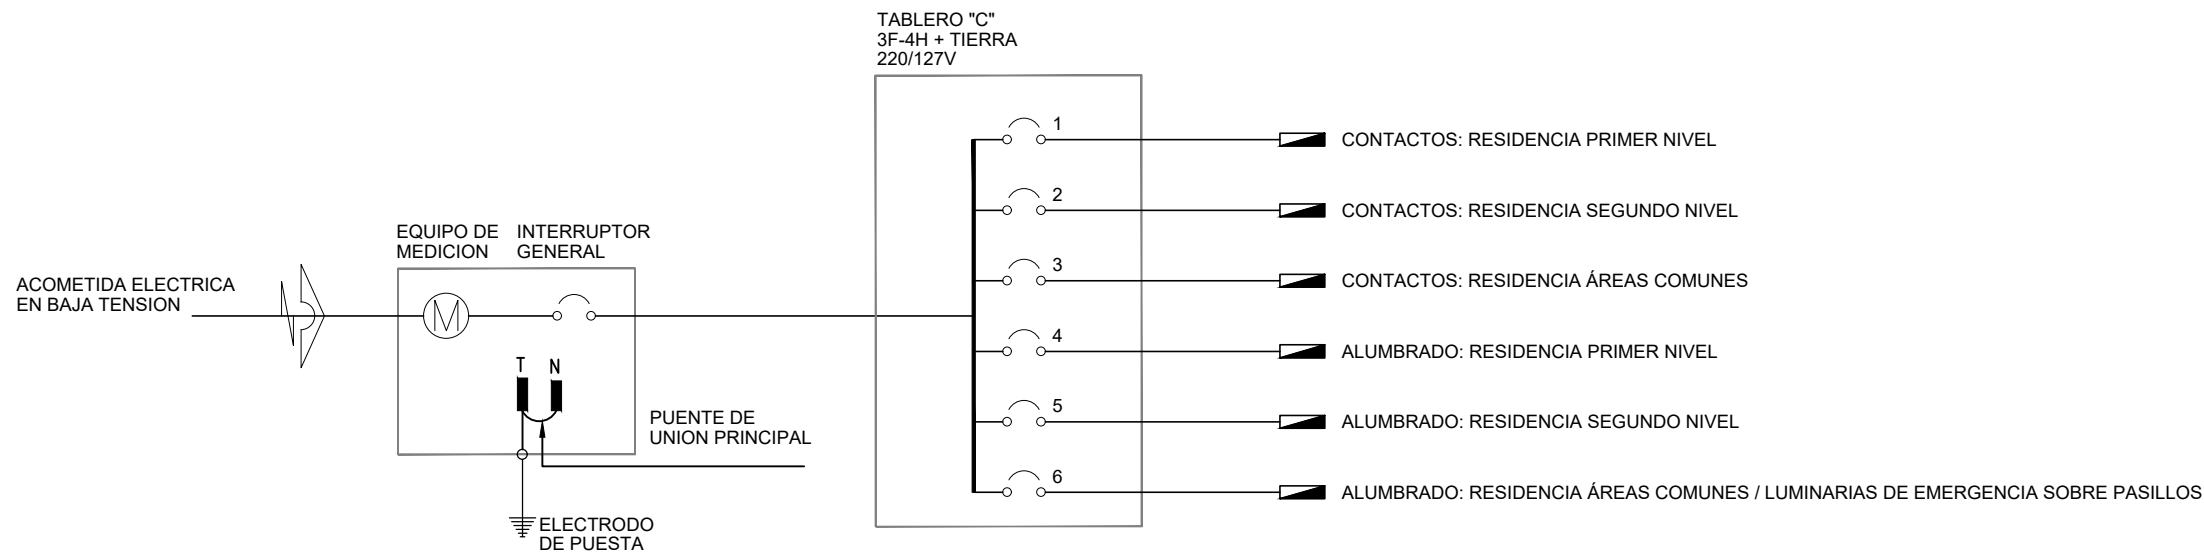 TABLERO "C"
3F-4H + TIERRA
220/127V
1
CONTACTOS: RESIDENCIA PRIMER NIVEL
2
CONTACTOS: RESIDENCIA SEGUNDO NIVEL
EQUIPO DE
MEDICION
INTERRUPTOR
GENERAL
3
CONTACTOS: RESIDENCIA ÁREAS COMUNES
ACOMETIDA ELECTRICA
EN BAJA TENSION
M
4
ALUMBRADO: RESIDENCIA PRIMER NIVEL
T
N
5
ALUMBRADO: RESIDENCIA SEGUNDO NIVEL
PUENTE DE
UNION PRINCIPAL
6
ALUMBRADO: RESIDENCIA ÁREAS COMUNES / LUMINARIAS DE EMERGENCIA SOBRE PASILLOS
ELECTRODO
DE PUESTA